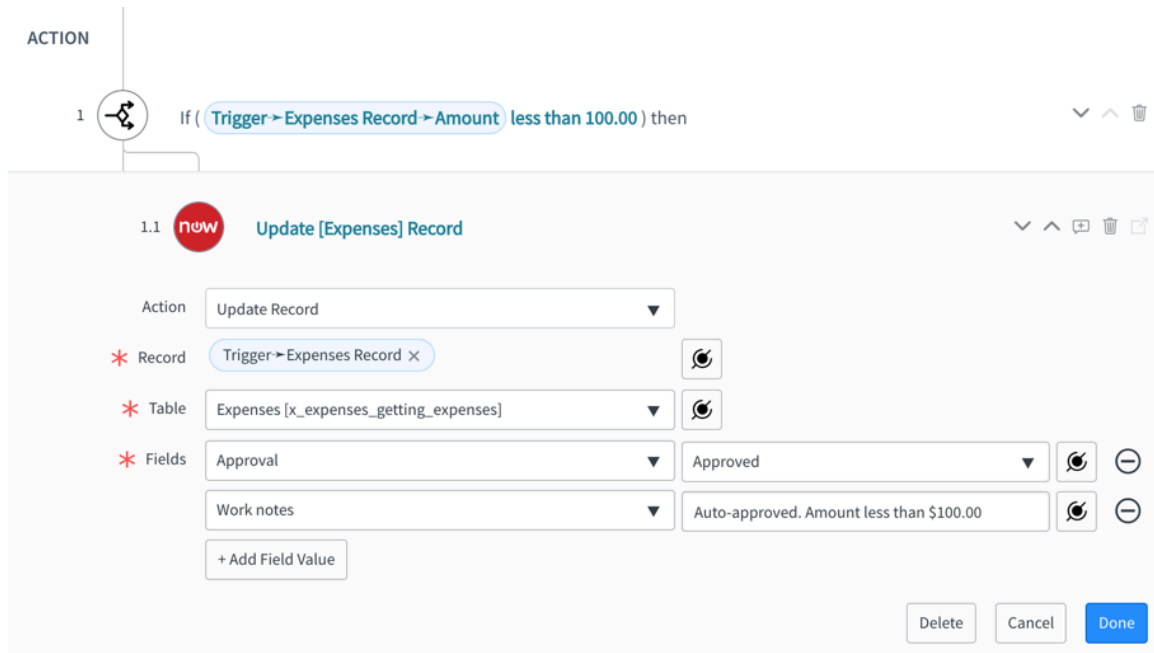 ACTION
1 If ( Trigger➛Expenses Record➛Amount less than 100.00 ) then
1.1 now Update [Expenses] Record
Action Update Record
* Record Trigger➛Expenses Record ×
* Table Expenses [x_expenses_getting_expenses]
* Fields Approval Approved
Work notes Auto-approved. Amount less than $100.00
+ Add Field Value
Delete Cancel Done